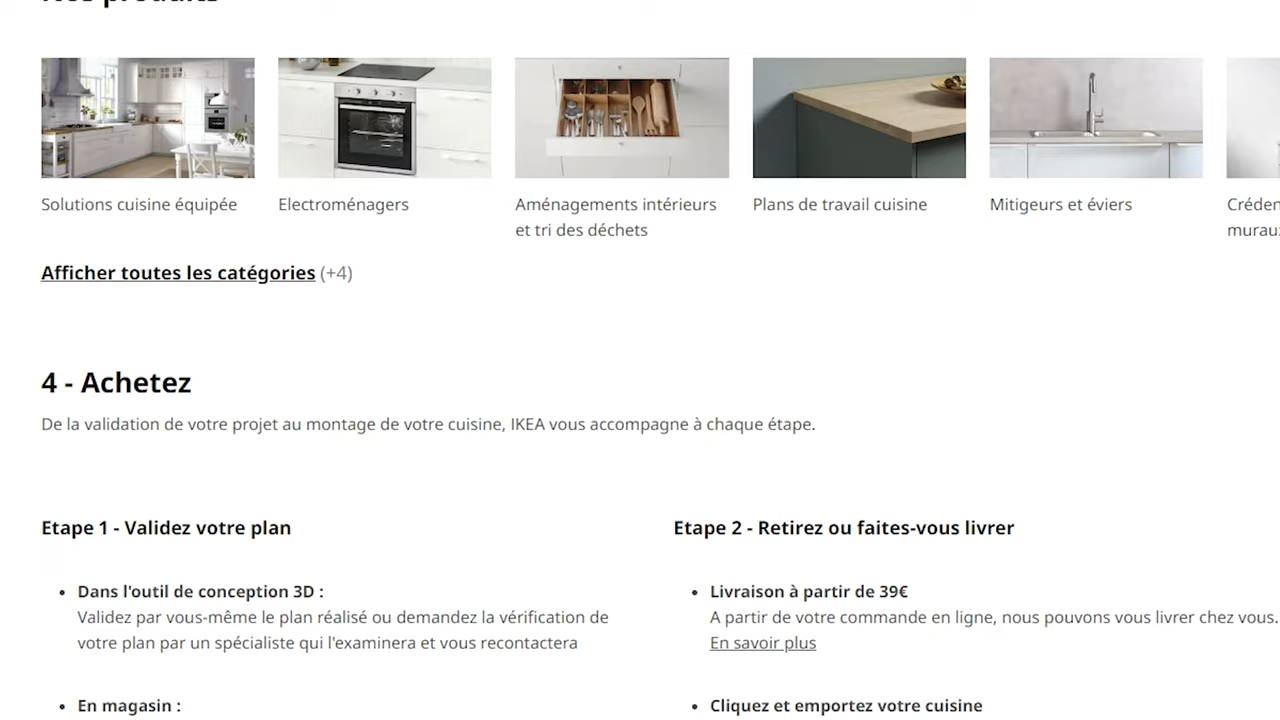 Nos produits
Solutions cuisine équipée
Electroménagers
Aménagements intérieurs
et tri des déchets
Plans de travail cuisine
Mitigeurs et éviers
Afficher toutes les catégories (+4)
4 - Achetez
De la validation de votre projet au montage de votre cuisine, IKEA vous accompagne à chaque étape.
Etape 1 - Validez votre plan
• Dans l'outil de conception 3D :
Validez par vous-même le plan réalisé ou demandez la vérification de
votre plan par un spécialiste qui l'examinera et vous recontactera
• En magasin :
Etape 2 - Retirez ou faites-vous livrer
• Livraison à partir de 39€
A partir de votre commande en ligne, nous pouvons vous livrer chez vous.
En savoir plus
• Cliquez et emportez votre cuisine